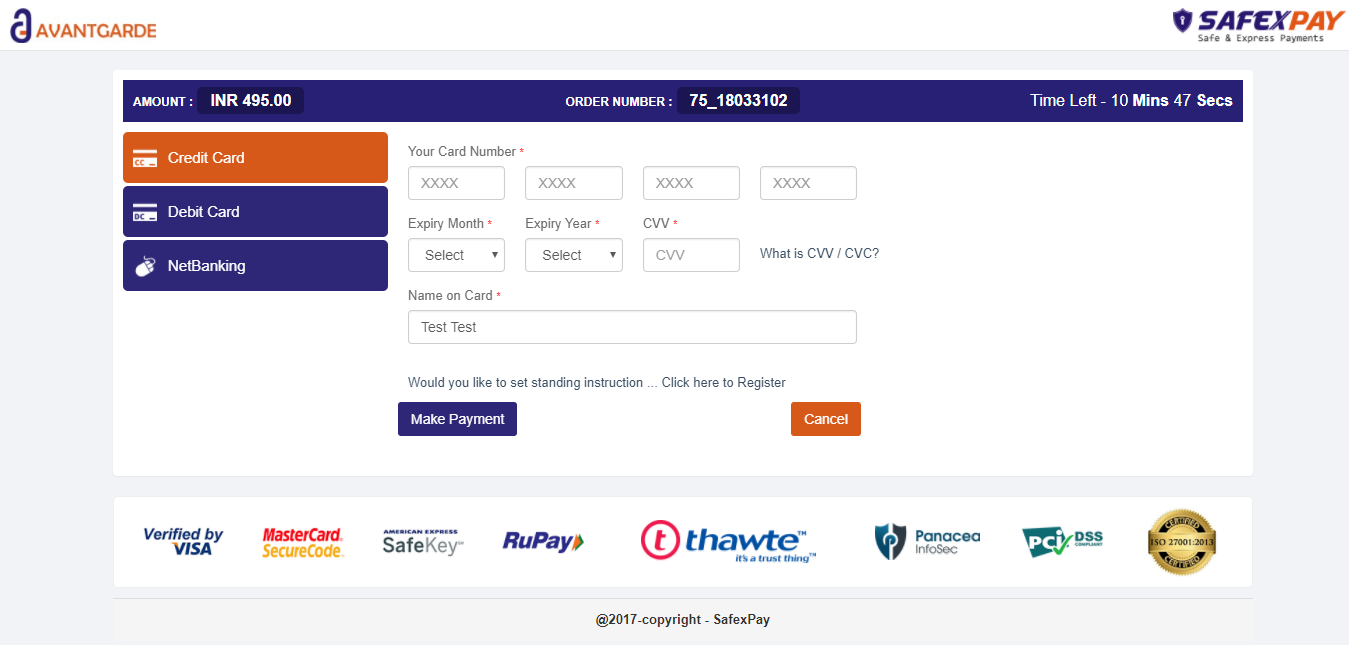 AVANTGARDE
SAFEXPAY
Safe & Express Payments
AMOUNT : INR 495.00 ORDER NUMBER : 75_18033102 Time Left - 10 Mins 47 Secs
CC
Credit Card
DC
Debit Card
NetBanking
Your Card Number *
XXXX XXXX XXXX XXXX
Expiry Month * Expiry Year * CVV *
Select Select CVV What is CVV / CVC?
Name on Card *
Test Test
Would you like to set standing instruction ... Click here to Register
Make Payment Cancel
Verified by
VISA
MasterCard.
SecureCode.
AMERICAN EXPRESS
SafeKey℠
RuPay
t thawte™
it's a trust thing™
Panacea
InfoSec
PCI DSS
COMPLIANT
CERTIFIED
ISO 27001:2013
CERTIFIED
@2017-copyright - SafexPay